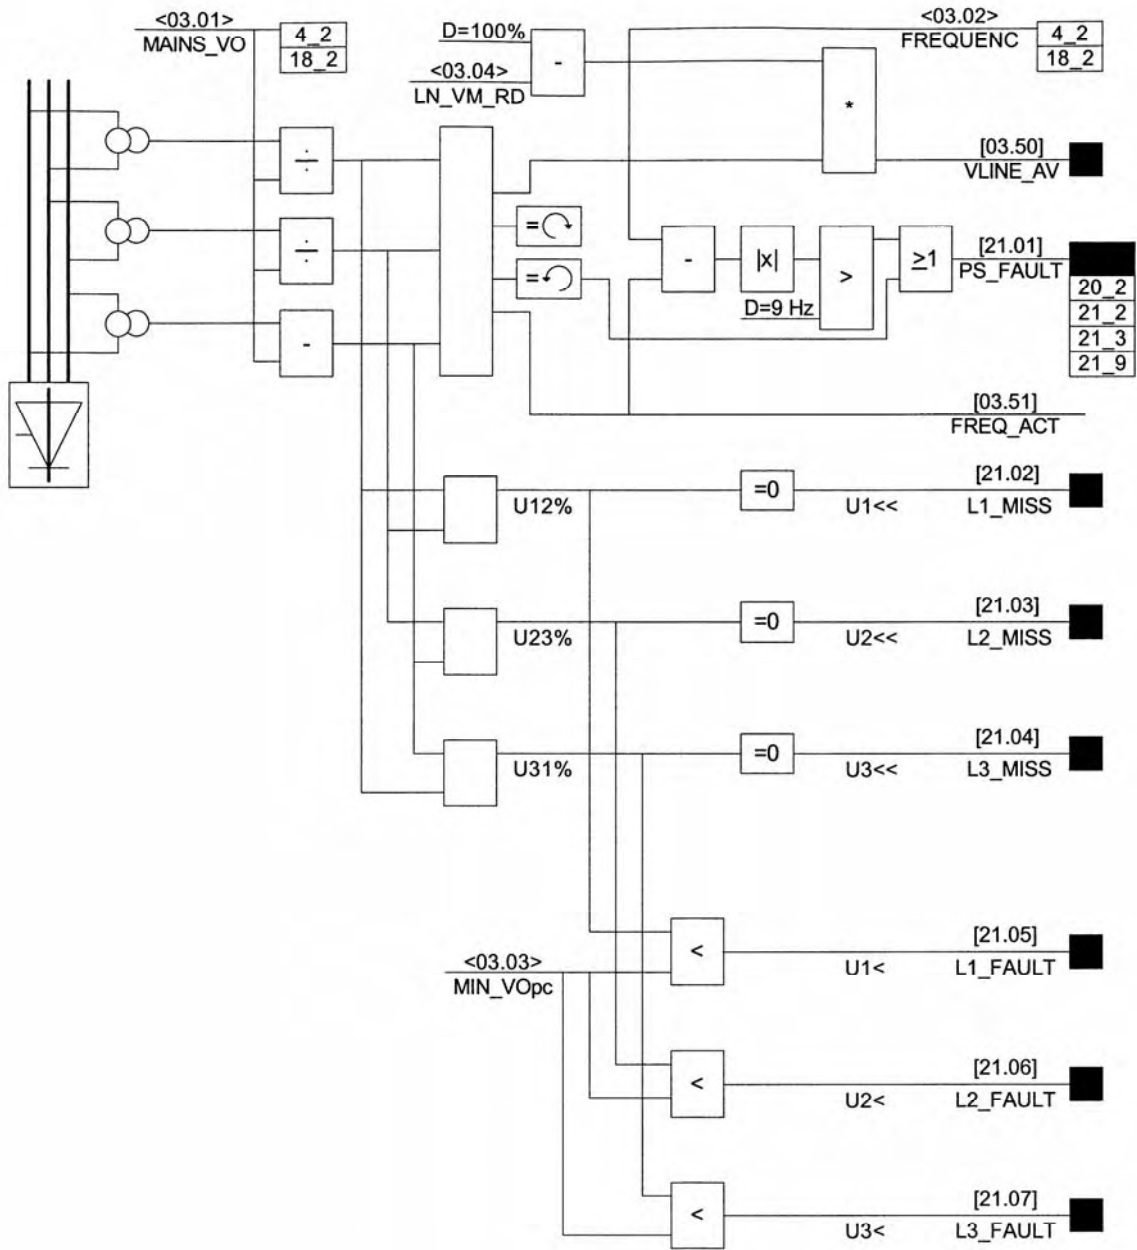 <03.01>
MAINS_VO
4_2
18_2
D=100%
-
<03.04>
LN_VM_RD
<03.02>
FREQUENC
4_2
18_2
*
÷
[03.50]
VLINE_AV
=
÷
-
|x|
>
≥1
[21.01]
PS_FAULT
=
D=9 Hz
20_2
21_2
21_3
21_9
-
[03.51]
FREQ_ACT
U12%
=0
U1<<
[21.02]
L1_MISS
U23%
=0
U2<<
[21.03]
L2_MISS
U31%
=0
U3<<
[21.04]
L3_MISS
<03.03>
MIN_VOpc
<
U1<
[21.05]
L1_FAULT
<
U2<
[21.06]
L2_FAULT
<
U3<
[21.07]
L3_FAULT